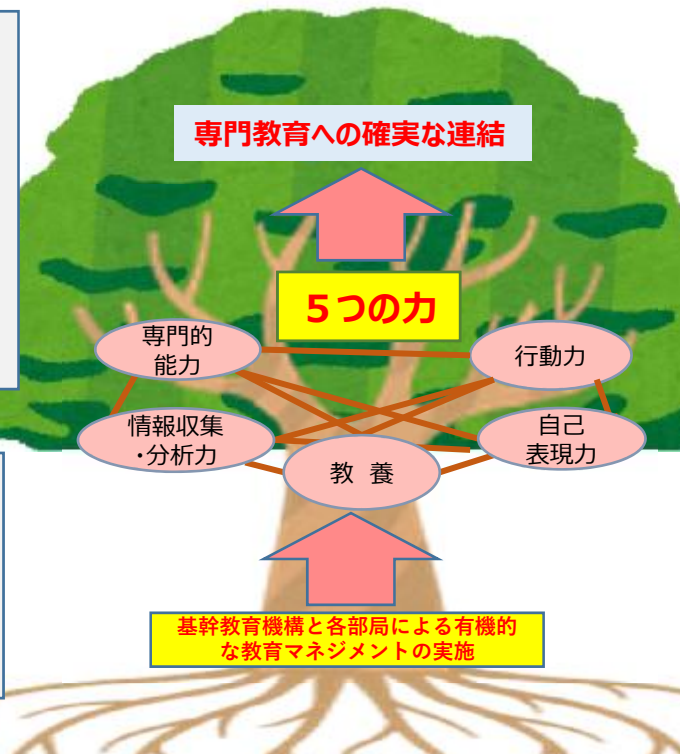 専門教育への確実な連結
５つの力
専門的
能力
行動力
情報収集
・分析力
自己
表現力
教 養
基幹教育機構と各部局による有機的
な教育マネジメントの実施